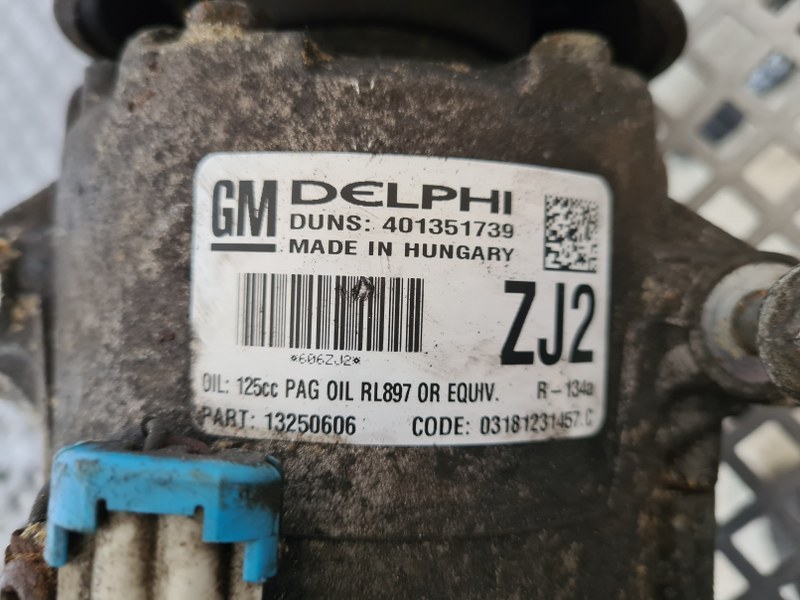 GM DELPHI
DUNS: 401351739
MADE IN HUNGARY
ZJ2
*606ZJ2*
OIL: 125cc PAG OIL RL897 OR EQUIV. R-134a
PART: 13250606 CODE: 03181231457.C